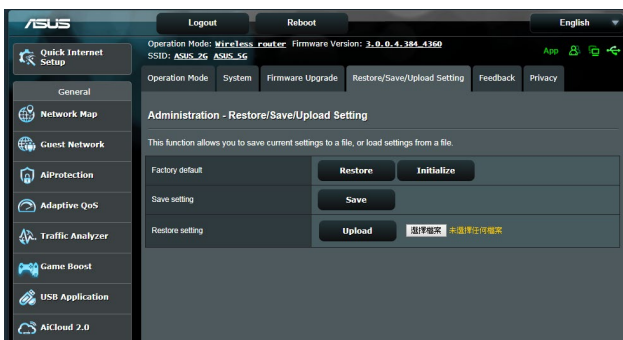 ASUS
Logout
Reboot
English
Quick Internet Setup
Operation Mode: Wireless router Firmware Version: 3.0.0.4.384_4360
SSID: ASUS_2G ASUS_5G
App
General
Network Map
Guest Network
AiProtection
Adaptive QoS
Traffic Analyzer
Game Boost
USB Application
AiCloud 2.0
Operation Mode System Firmware Upgrade Restore/Save/Upload Setting Feedback Privacy
Administration - Restore/Save/Upload Setting
This function allows you to save current settings to a file, or load settings from a file.
Factory default Restore Initialize
Save setting Save
Restore setting Upload 選擇檔案 未選擇任何檔案